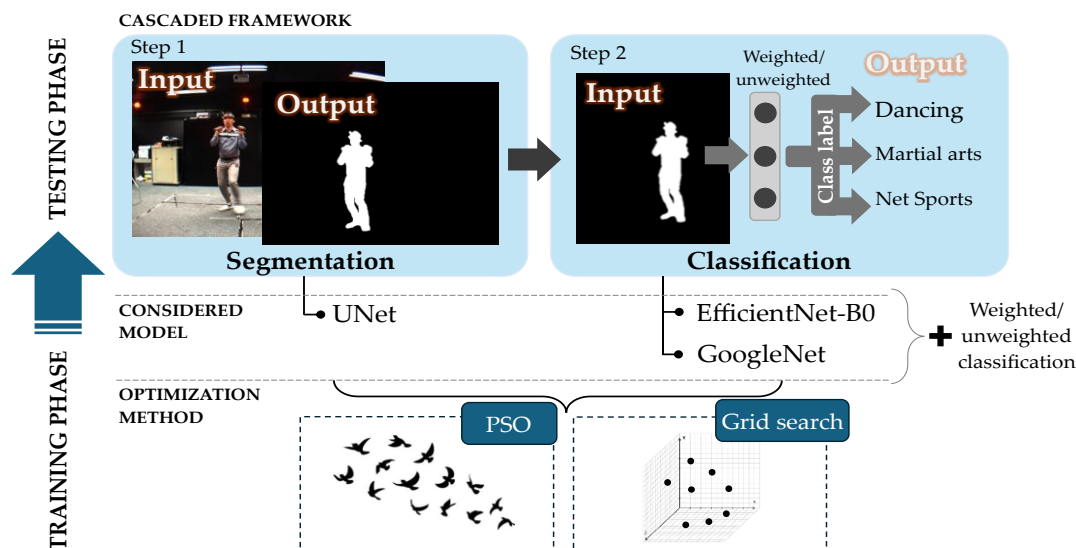 CASCADED FRAMEWORK
TESTING PHASE
Step 1
Input
Output
Segmentation
Step 2
Input
Weighted/
unweighted
Class label
Output
Dancing
Martial arts
Net Sports
Classification
TRAINING PHASE
CONSIDERED
MODEL
UNet
EfficientNet-B0
GoogleNet
Weighted/
unweighted
classification
OPTIMIZATION
METHOD
PSO
Grid search